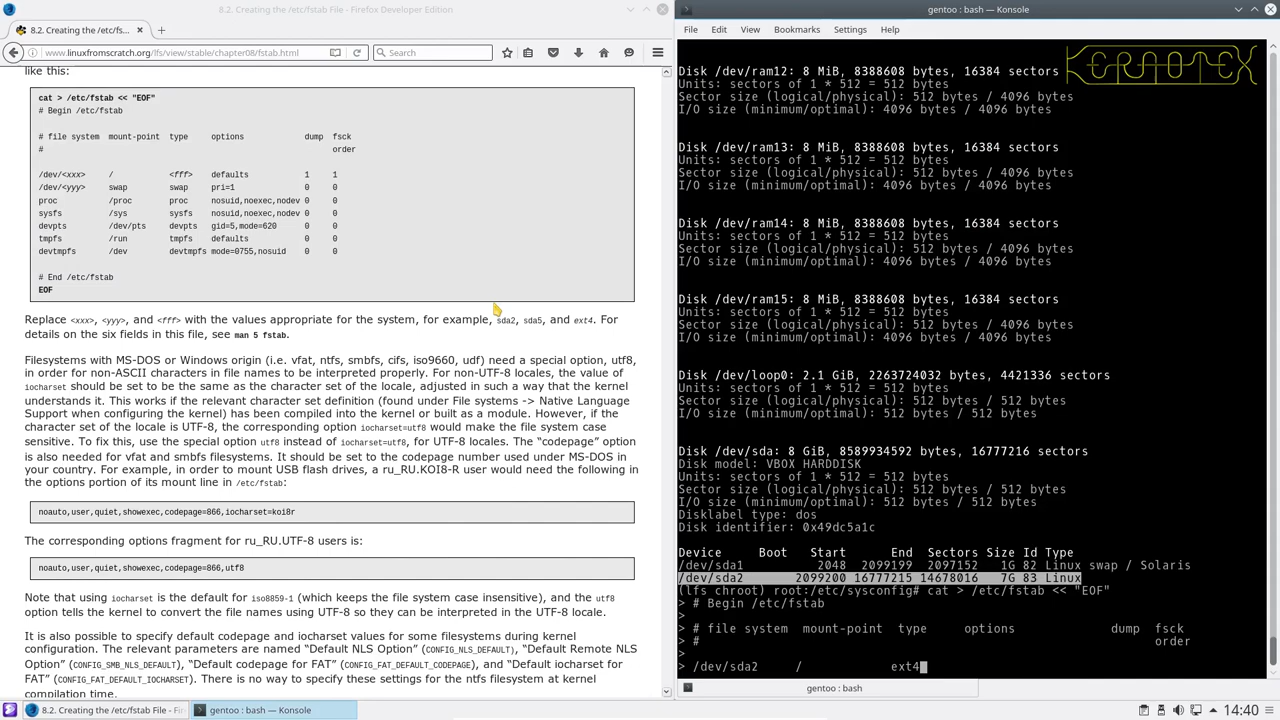 8.2. Creating the /etc/fstab File - Firefox Developer Edition
8.2. Creating the /etc/fs...
www.linuxfromscratch.org/lfs/view/stable/chapter08/fstab.html
Search
like this:
cat > /etc/fstab << "EOF"
# Begin /etc/fstab
# file system mount-point type options dump fsck
# order
/dev/<xxx> / <fff> defaults 1 1
/dev/<yyy> swap swap pri=1 0 0
proc /proc proc nosuid,noexec,nodev 0 0
sysfs /sys sysfs nosuid,noexec,nodev 0 0
devpts /dev/pts devpts gid=5,mode=620 0 0
tmpfs /run tmpfs defaults 0 0
devtmpfs /dev devtmpfs mode=0755,nosuid 0 0
# End /etc/fstab
EOF
Replace <xxx>, <yyy>, and <fff> with the values appropriate for the system, for example, sda2, sda5, and ext4. For
details on the six fields in this file, see man 5 fstab.
Filesystems with MS-DOS or Windows origin (i.e. vfat, ntfs, smbfs, cifs, iso9660, udf) need a special option, utf8,
in order for non-ASCII characters in file names to be interpreted properly. For non-UTF-8 locales, the value of
iocharset should be set to be the same as the character set of the locale, adjusted in such a way that the kernel
understands it. This works if the relevant character set definition (found under File systems -> Native Language
Support when configuring the kernel) has been compiled into the kernel or built as a module. However, if the
character set of the locale is UTF-8, the corresponding option iocharset=utf8 would make the file system case
sensitive. To fix this, use the special option utf8 instead of iocharset=utf8, for UTF-8 locales. The “codepage” option
is also needed for vfat and smbfs filesystems. It should be set to the codepage number used under MS-DOS in
your country. For example, in order to mount USB flash drives, a ru_RU.KOI8-R user would need the following in
the options portion of its mount line in /etc/fstab:
noauto,user,quiet,showexec,codepage=866,iocharset=koi8r
The corresponding options fragment for ru_RU.UTF-8 users is:
noauto,user,quiet,showexec,codepage=866,utf8
Note that using iocharset is the default for iso8859-1 (which keeps the file system case insensitive), and the utf8
option tells the kernel to convert the file names using UTF-8 so they can be interpreted in the UTF-8 locale.
It is also possible to specify default codepage and iocharset values for some filesystems during kernel
configuration. The relevant parameters are named “Default NLS Option” (CONFIG_NLS_DEFAULT), “Default Remote NLS
Option” (CONFIG_SMB_NLS_DEFAULT), “Default codepage for FAT” (CONFIG_FAT_DEFAULT_CODEPAGE), and “Default iocharset for
FAT” (CONFIG_FAT_DEFAULT_IOCHARSET). There is no way to specify these settings for the ntfs filesystem at kernel
compilation time.
gentoo : bash — Konsole
File Edit View Bookmarks Settings Help
KERNOTEX
Disk /dev/ram12: 8 MiB, 8388608 bytes, 16384 sectors
Units: sectors of 1 * 512 = 512 bytes
Sector size (logical/physical): 512 bytes / 4096 bytes
I/O size (minimum/optimal): 4096 bytes / 4096 bytes
Disk /dev/ram13: 8 MiB, 8388608 bytes, 16384 sectors
Units: sectors of 1 * 512 = 512 bytes
Sector size (logical/physical): 512 bytes / 4096 bytes
I/O size (minimum/optimal): 4096 bytes / 4096 bytes
Disk /dev/ram14: 8 MiB, 8388608 bytes, 16384 sectors
Units: sectors of 1 * 512 = 512 bytes
Sector size (logical/physical): 512 bytes / 4096 bytes
I/O size (minimum/optimal): 4096 bytes / 4096 bytes
Disk /dev/ram15: 8 MiB, 8388608 bytes, 16384 sectors
Units: sectors of 1 * 512 = 512 bytes
Sector size (logical/physical): 512 bytes / 4096 bytes
I/O size (minimum/optimal): 4096 bytes / 4096 bytes
Disk /dev/loop0: 2.1 GiB, 2263724032 bytes, 4421336 sectors
Units: sectors of 1 * 512 = 512 bytes
Sector size (logical/physical): 512 bytes / 512 bytes
I/O size (minimum/optimal): 512 bytes / 512 bytes
Disk /dev/sda: 8 GiB, 8589934592 bytes, 16777216 sectors
Disk model: VBOX HARDDISK
Units: sectors of 1 * 512 = 512 bytes
Sector size (logical/physical): 512 bytes / 512 bytes
I/O size (minimum/optimal): 512 bytes / 512 bytes
Disklabel type: dos
Disk identifier: 0x49dc5a1c
Device Boot Start End Sectors Size Id Type
/dev/sda1 2048 2099199 2097152 1G 82 Linux swap / Solaris
/dev/sda2 2099200 16777215 14678016 7G 83 Linux
(lfs chroot) root:/etc/sysconfig# cat > /etc/fstab << "EOF"
> # Begin /etc/fstab
>
> # file system mount-point type options dump fsck
> # order
>
> /dev/sda2 / ext4
gentoo : bash
8.2. Creating the /etc/fstab File - Fi
gentoo : bash — Konsole
14:40